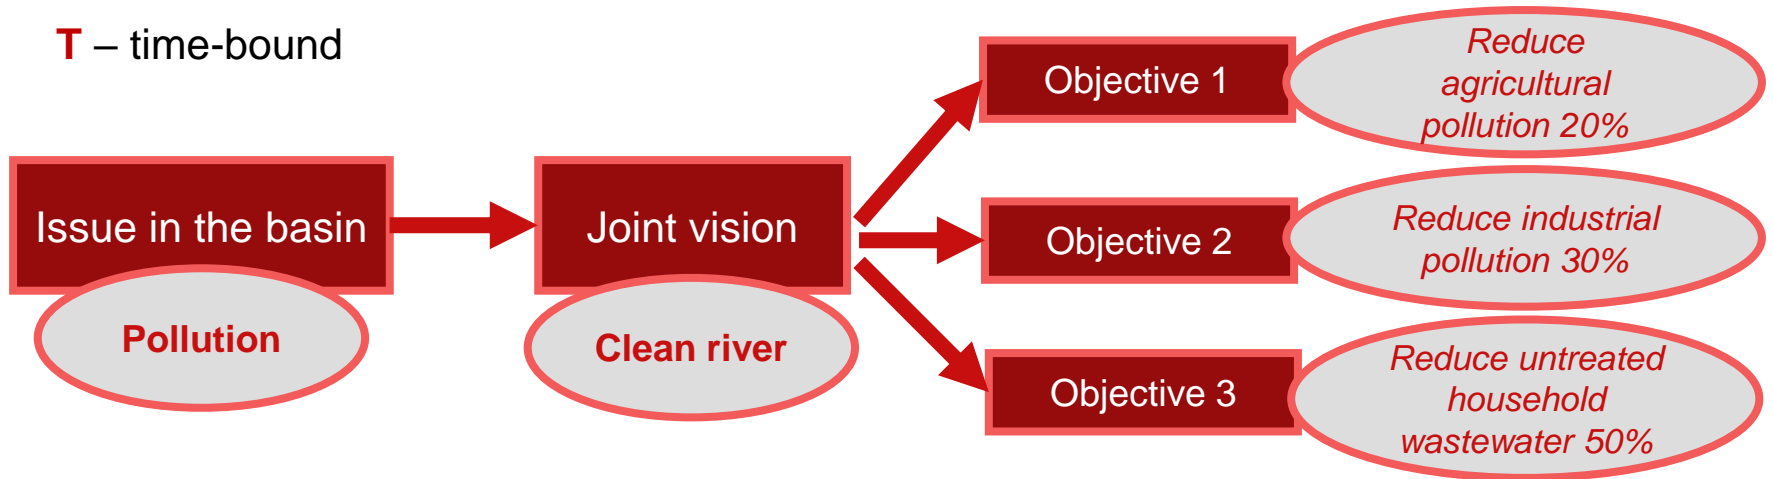 T – time-bound
Issue in the basin
Pollution
Joint vision
Clean river
Objective 1
Reduce
agricultural
pollution 20%
Objective 2
Reduce industrial
pollution 30%
Objective 3
Reduce untreated
household
wastewater 50%